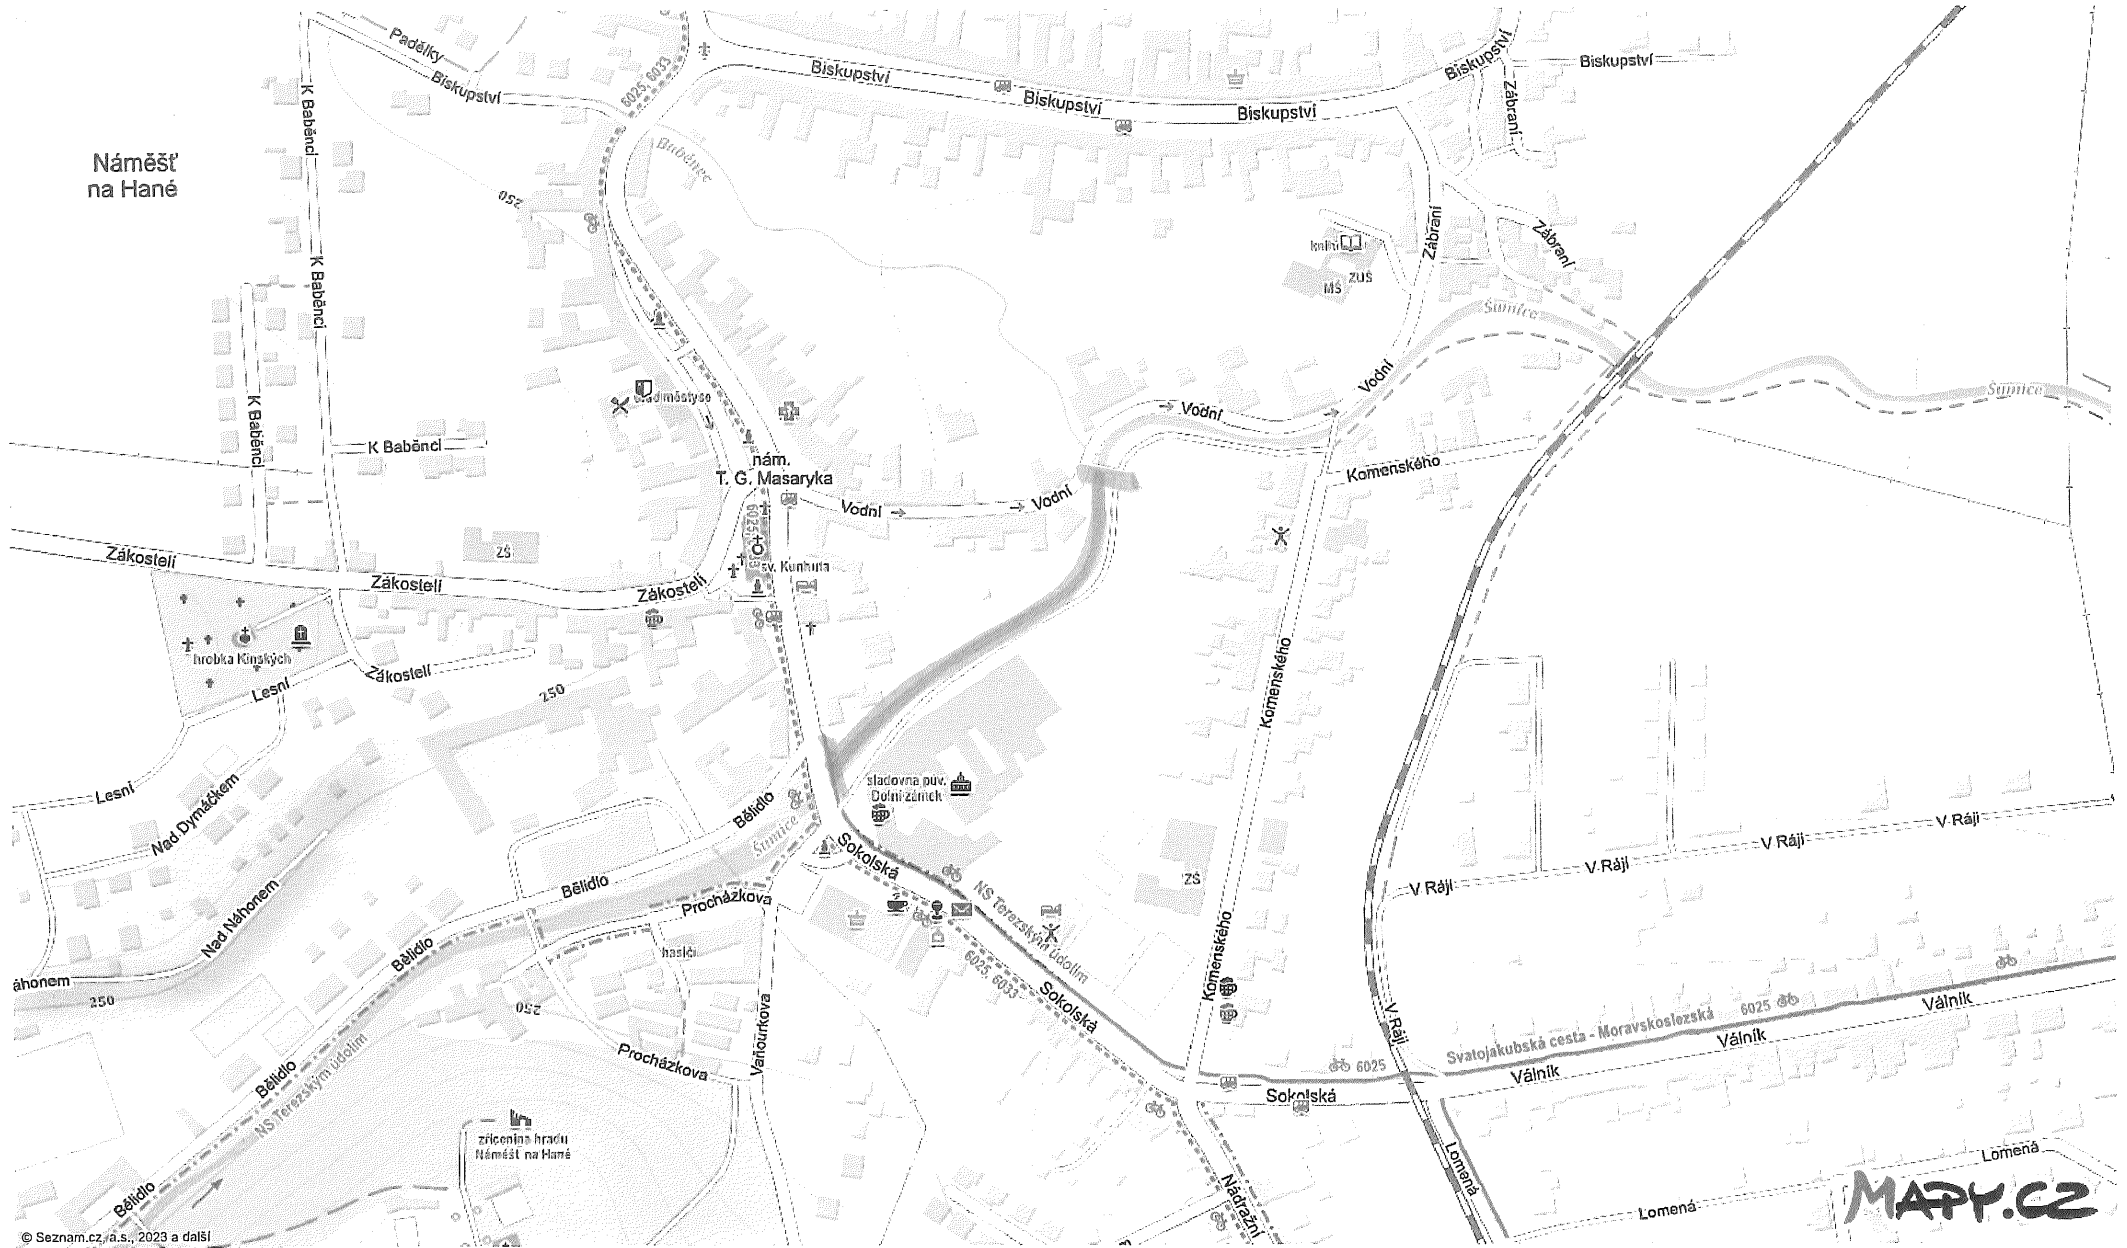 Padělky
Biskupství
6025, 6033
Biskupství
Biskupství
Biskupství
Biskupství
Biskupství
Zábraní
K Baběnci
Náměšť
na Hané
Baběnec
250
Zábraní
Zábraní
K Baběnci
ZUŠ
MŠ
Šumice
Vodní
Šumice
úřad městyse
K Baběnci
K Baběnci
Vodní
nám.
T. G. Masaryka
Komenského
Vodní
Vodní
ZŠ
Zákostelí
Zákostelí
Zákostelí
sv. Kunhuta
hrobka Kinských
Zákostelí
Lesní
250
Komenského
Lesní
Nad Dymáčkem
Bělidlo
Šumice
sladovna pův.
Dolní zámek
Sokolská
V Ráji
V Ráji
V Ráji
V Ráji
ZŠ
Bělidlo
Procházkova
Nad Náhonem
NS Terezským údolím
Komenského
Bělidlo
hasiči
6025, 6033
áhonem
250
250
Sokolská
Vaňourkova
V Ráji
Válník
6025
Svatojakubská cesta - Moravskoslezská
Válník
Válník
6025
Procházkova
Bělidlo
NS Terezským údolím
Sokolská
zřícenina hradu
Náměšť na Hané
Lomená
Lomená
Lomená
Nádražní
Bělidlo
MAPY.CZ
© Seznam.cz, a.s., 2023 a další